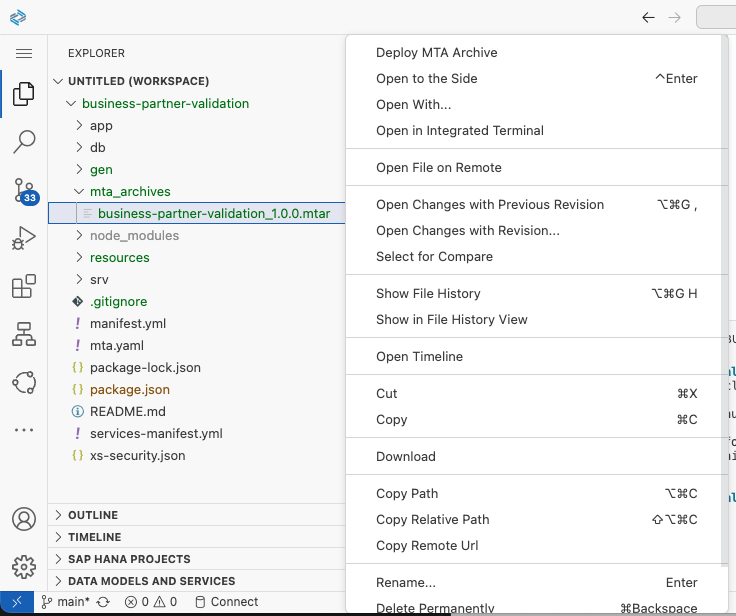 EXPLORER
UNTITLED (WORKSPACE)
business-partner-validation
app
db
gen
mta_archives
business-partner-validation_1.0.0.mtar
node_modules
resources
srv
.gitignore
! manifest.yml
! mta.yaml
{} package-lock.json
{} package.json
README.md
! services-manifest.yml
{} xs-security.json
33
OUTLINE
TIMELINE
SAP HANA PROJECTS
DATA MODELS AND SERVICES
main* 0 0 Connect
Deploy MTA Archive
Open to the Side ^Enter
Open With...
Open in Integrated Terminal
Open File on Remote
Open Changes with Previous Revision ⌥⌘G ,
Open Changes with Revision...
Select for Compare
Show File History ⌥⌘G H
Show in File History View
Open Timeline
Cut ⌘X
Copy ⌘C
Download
Copy Path ⌥⌘C
Copy Relative Path ⇧⌥⌘C
Copy Remote Url
Rename... Enter
Delete Permanently ⌘Backspace